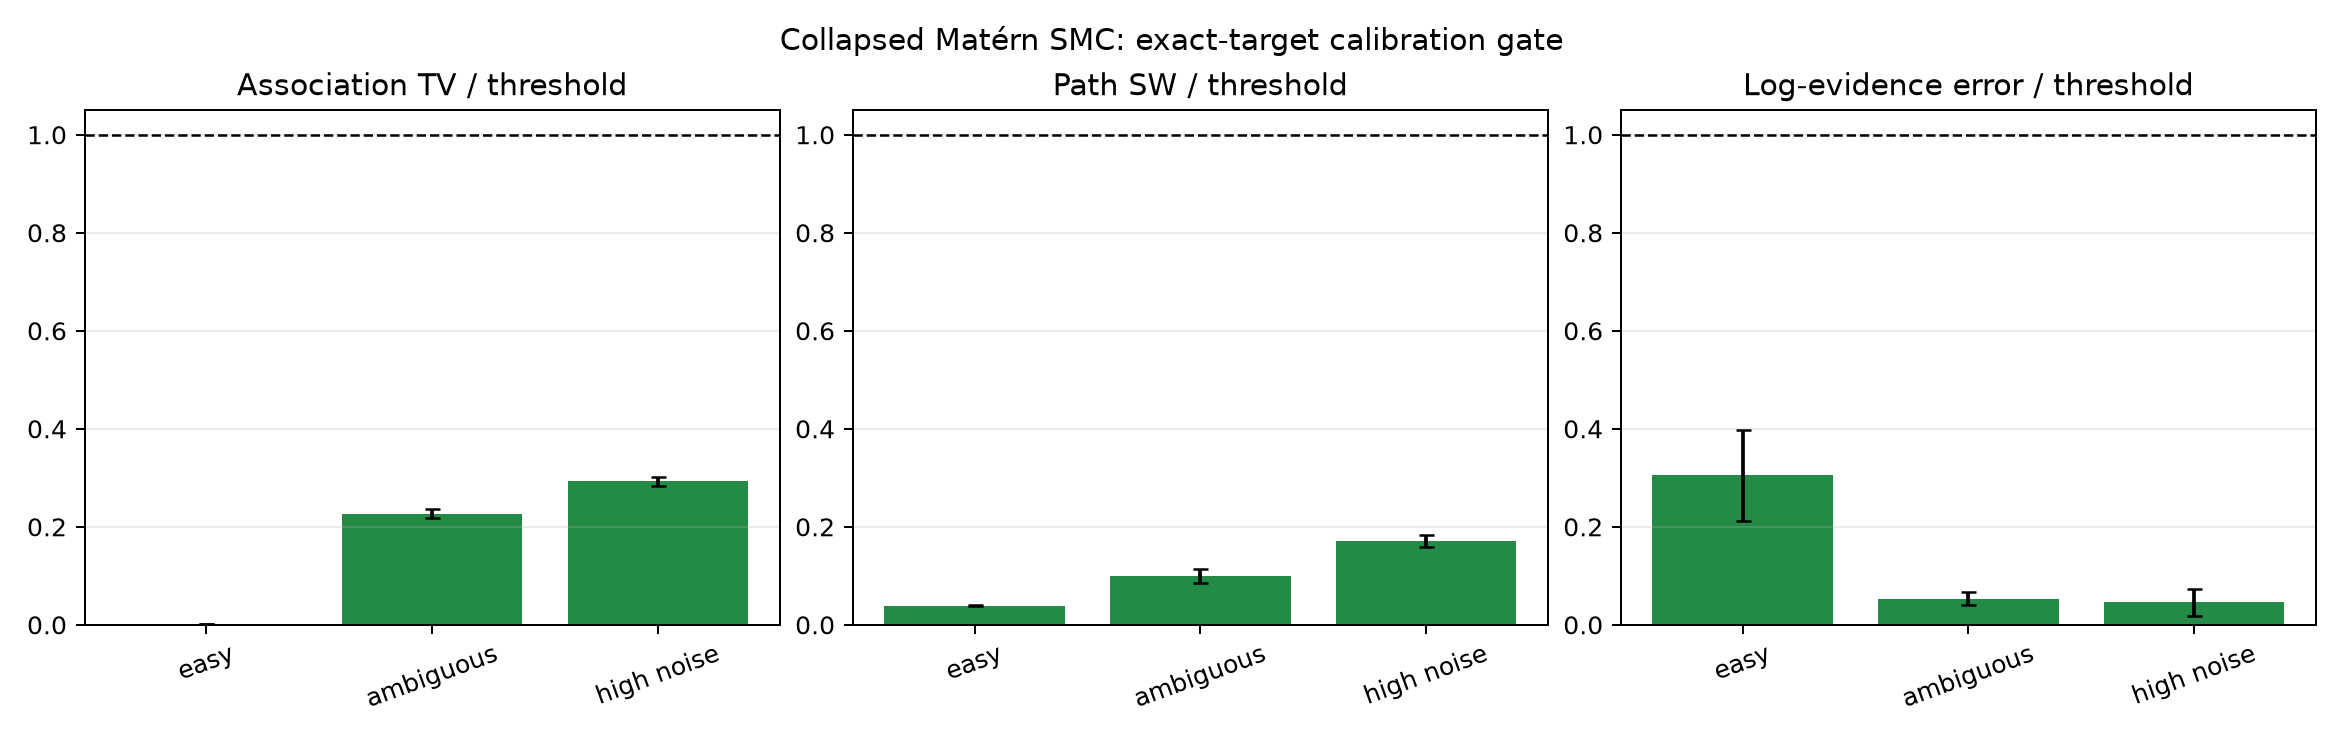 Collapsed Matérn SMC: exact-target calibration gate
Association TV / threshold
1.0
0.8
0.6
0.4
0.2
0.0
easy
ambiguous
high noise
Path SW / threshold
1.0
0.8
0.6
0.4
0.2
0.0
easy
ambiguous
high noise
Log-evidence error / threshold
1.0
0.8
0.6
0.4
0.2
0.0
easy
ambiguous
high noise